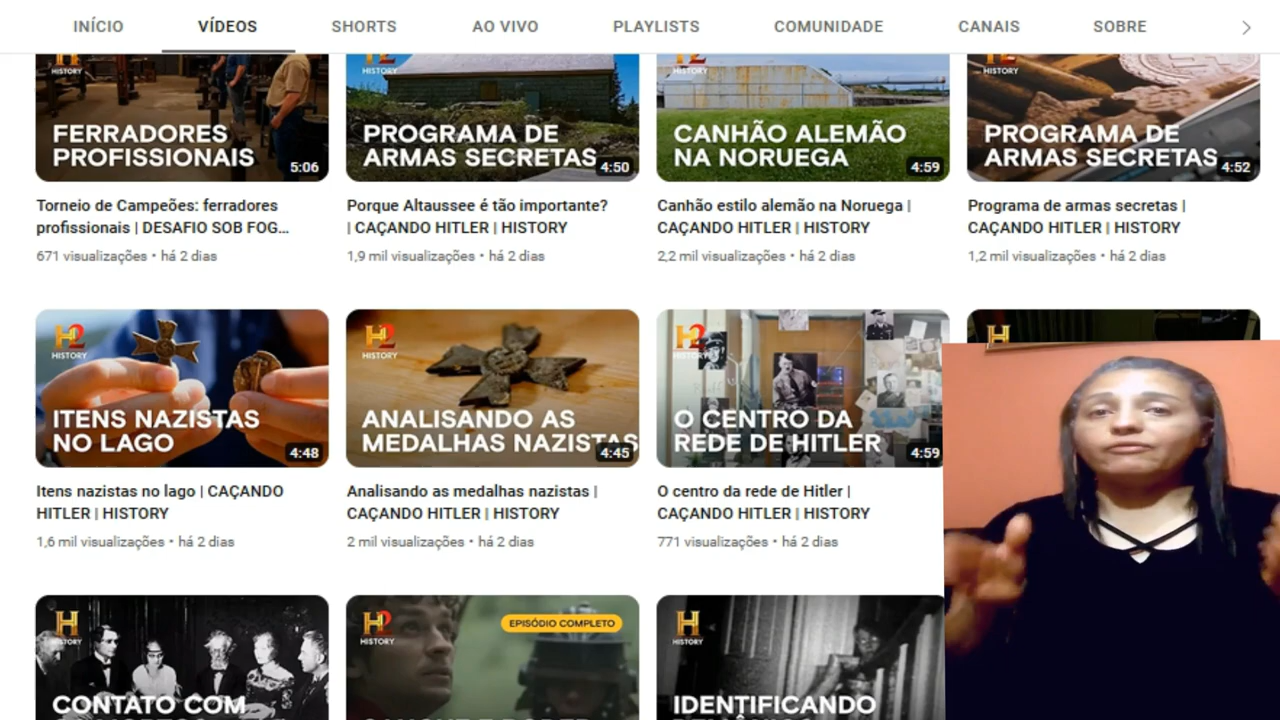 INÍCIO VÍDEOS SHORTS AO VIVO PLAYLISTS COMUNIDADE CANAIS SOBRE
HISTORY
FERRADORES
PROFISSIONAIS
5:06
Torneio de Campeões: ferradores
profissionais | DESAFIO SOB FOG...
671 visualizações • há 2 dias
HISTORY
PROGRAMA DE
ARMAS SECRETAS
4:50
Porque Altaussee é tão importante?
| CAÇANDO HITLER | HISTORY
1,9 mil visualizações • há 2 dias
HISTORY
CANHÃO ALEMÃO
NA NORUEGA
4:59
Canhão estilo alemão na Noruega |
CAÇANDO HITLER | HISTORY
2,2 mil visualizações • há 2 dias
HISTORY
PROGRAMA DE
ARMAS SECRETAS
4:52
Programa de armas secretas |
CAÇANDO HITLER | HISTORY
1,2 mil visualizações • há 2 dias
H2
HISTORY
ITENS NAZISTAS
NO LAGO
4:48
Itens nazistas no lago | CAÇANDO
HITLER | HISTORY
1,6 mil visualizações • há 2 dias
H2
HISTORY
ANALISANDO AS
MEDALHAS NAZISTAS
4:45
Analisando as medalhas nazistas |
CAÇANDO HITLER | HISTORY
2 mil visualizações • há 2 dias
H2
HISTORY
O CENTRO DA
REDE DE HITLER
4:59
O centro da rede de Hitler |
CAÇANDO HITLER | HISTORY
771 visualizações • há 2 dias
H
H
HISTORY
CONTATO COM
H2
HISTORY
EPISÓDIO COMPLETO
H
HISTORY
IDENTIFICANDO